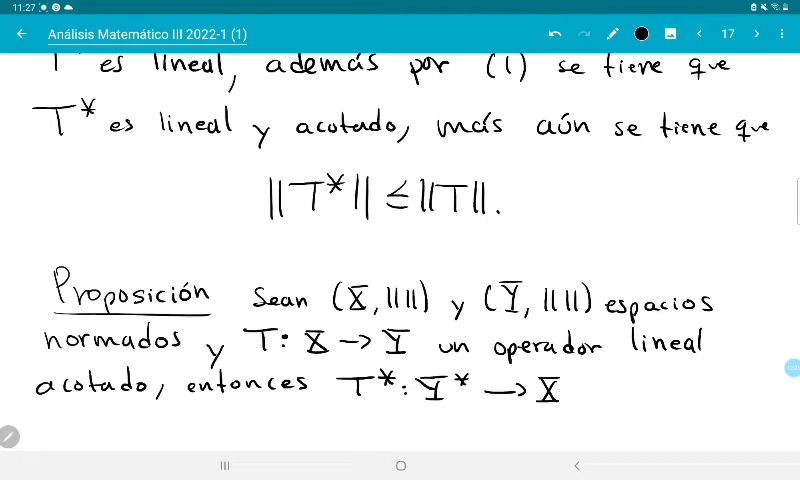 11:27
Análisis Matemático III 2022-1 (1)
17
T* es lineal, además por (1) se tiene que
T* es lineal y acotado, más aún se tiene que
||T*|| ≤ ||T||.
Proposición Sean (X, || ||) y (Y, || ||) espacios
normados y T: X → Y un operador lineal
acotado, entonces T*: Y* → X